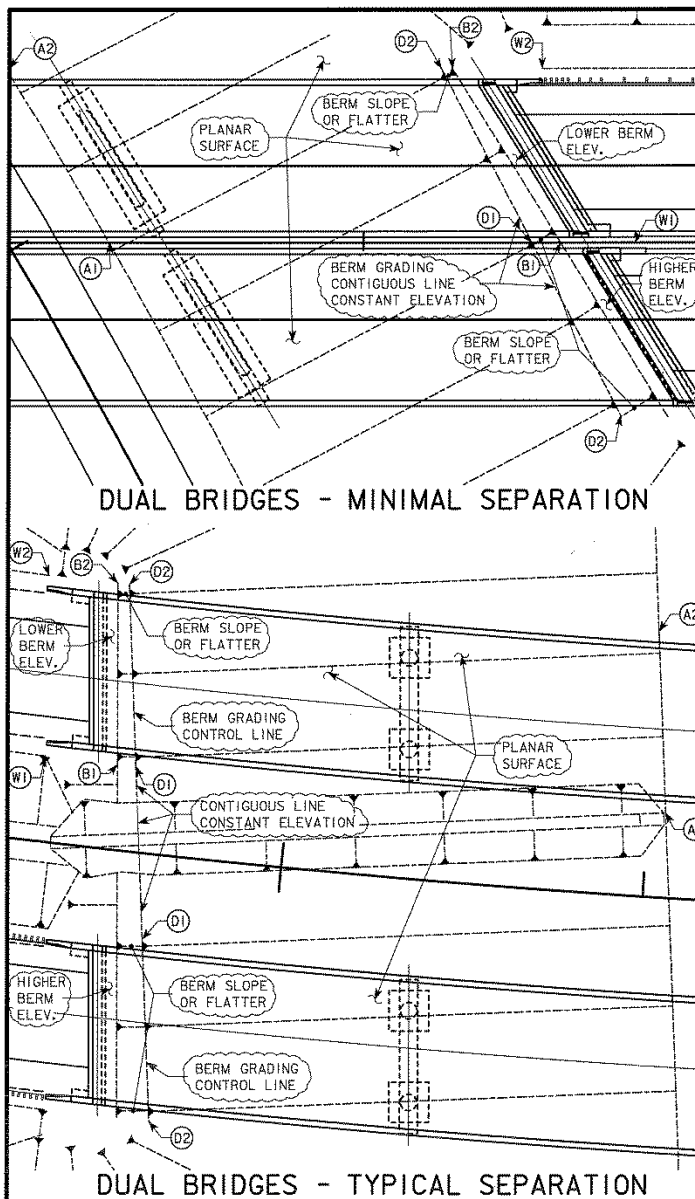 A2
D2
B2
W2
BERM SLOPE
OR FLATTER
PLANAR
SURFACE
LOWER BERM
ELEV.
D1
W1
A1
B1
BERM GRADING
CONTIGUOUS LINE
CONSTANT ELEVATION
HIGHER
BERM
ELEV.
BERM SLOPE
OR FLATTER
D2
DUAL BRIDGES - MINIMAL SEPARATION
W2
B2
D2
A2
LOWER
BERM
ELEV.
BERM SLOPE
OR FLATTER
BERM GRADING
CONTROL LINE
PLANAR
SURFACE
W1
B1
D1
CONTIGUOUS LINE
CONSTANT ELEVATION
A
D1
HIGHER
BERM
ELEV.
BERM SLOPE
OR FLATTER
BERM GRADING
CONTROL LINE
D2
DUAL BRIDGES - TYPICAL SEPARATION